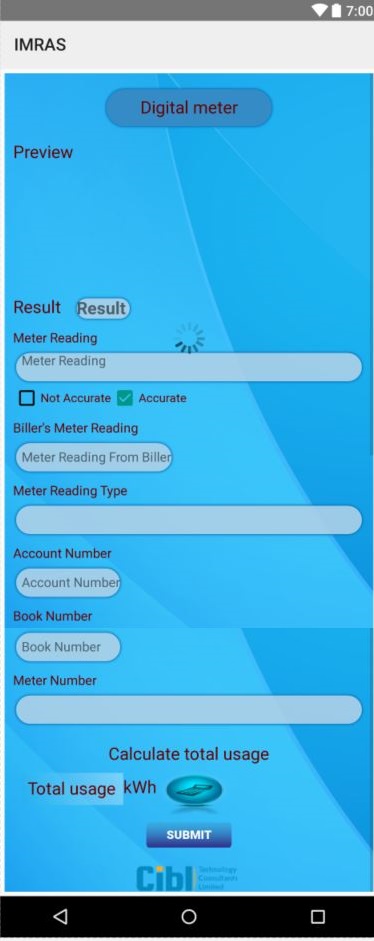 7:00
IMRAS
Digital meter
Preview
Result Result
Meter Reading
Meter Reading
Not Accurate Accurate
Biller's Meter Reading
Meter Reading From Biller
Meter Reading Type
Account Number
Account Number
Book Number
Book Number
Meter Number
Calculate total usage
Total usage kWh
SUBMIT
Cibl Technology
Consultants
Limited